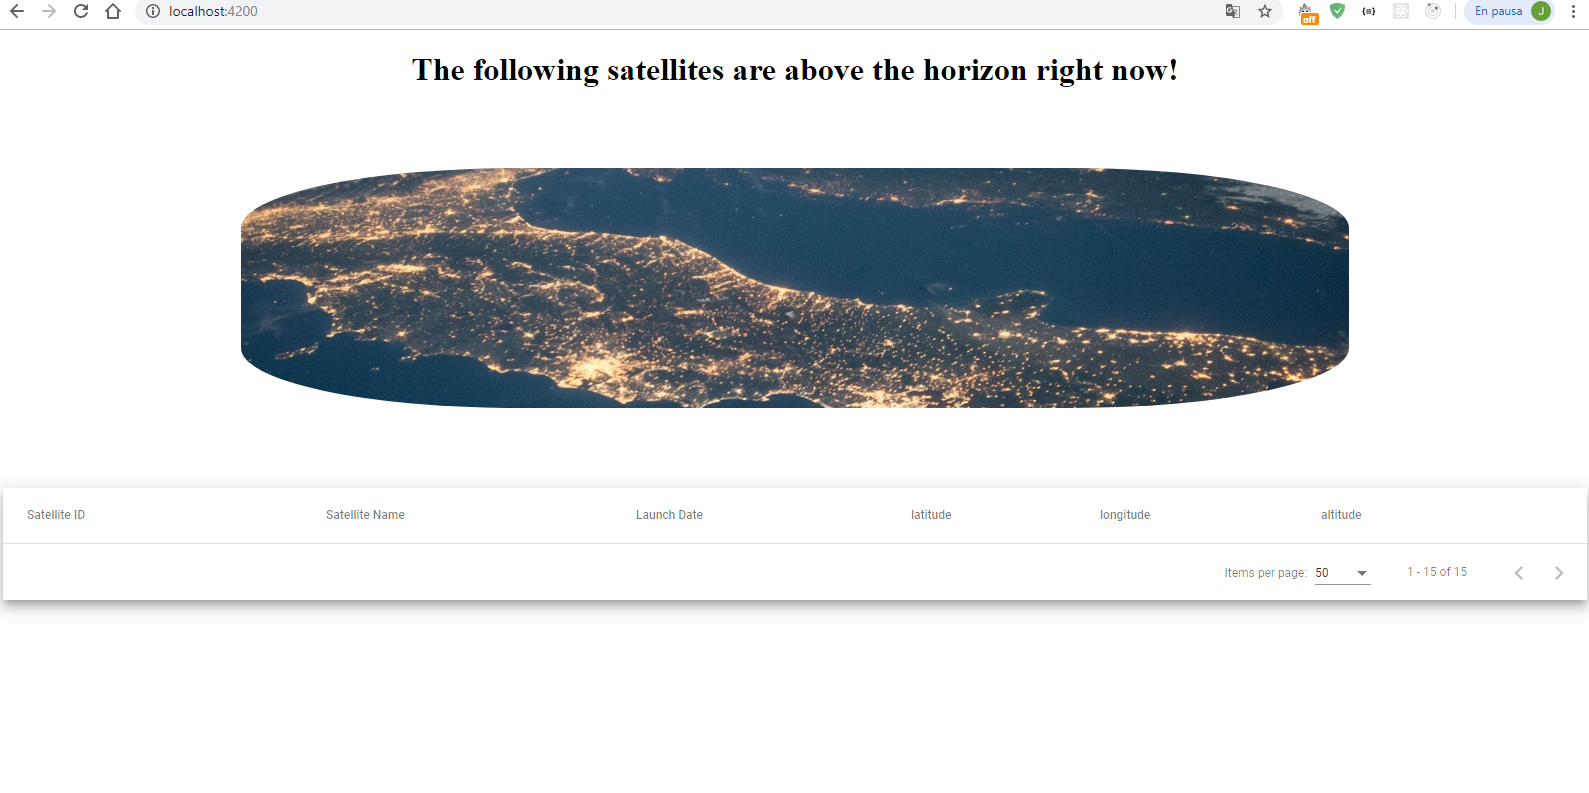 localhost:4200
off
En pausa
J
The following satellites are above the horizon right now!
Satellite ID Satellite Name Launch Date latitude longitude altitude
Items per page: 50 1 - 15 of 15